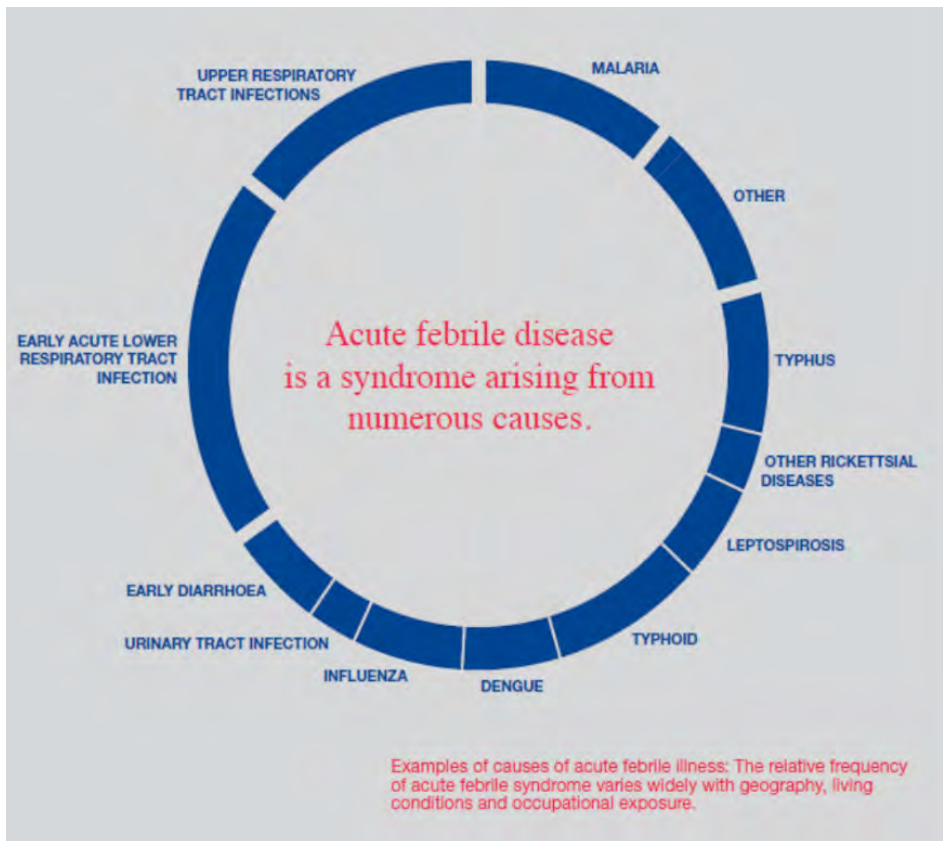 UPPER RESPIRATORY
TRACT INFECTIONS
MALARIA
OTHER
EARLY ACUTE LOWER
RESPIRATORY TRACT
INFECTION
Acute febrile disease
is a syndrome arising from
numerous causes.
TYPHUS
OTHER RICKETTSIAL
DISEASES
LEPTOSPIROSIS
EARLY DIARRHOEA
URINARY TRACT INFECTION
INFLUENZA
DENGUE
TYPHOID
Examples of causes of acute febrile illness: The relative frequency
of acute febrile syndrome varies widely with geography, living
conditions and occupational exposure.